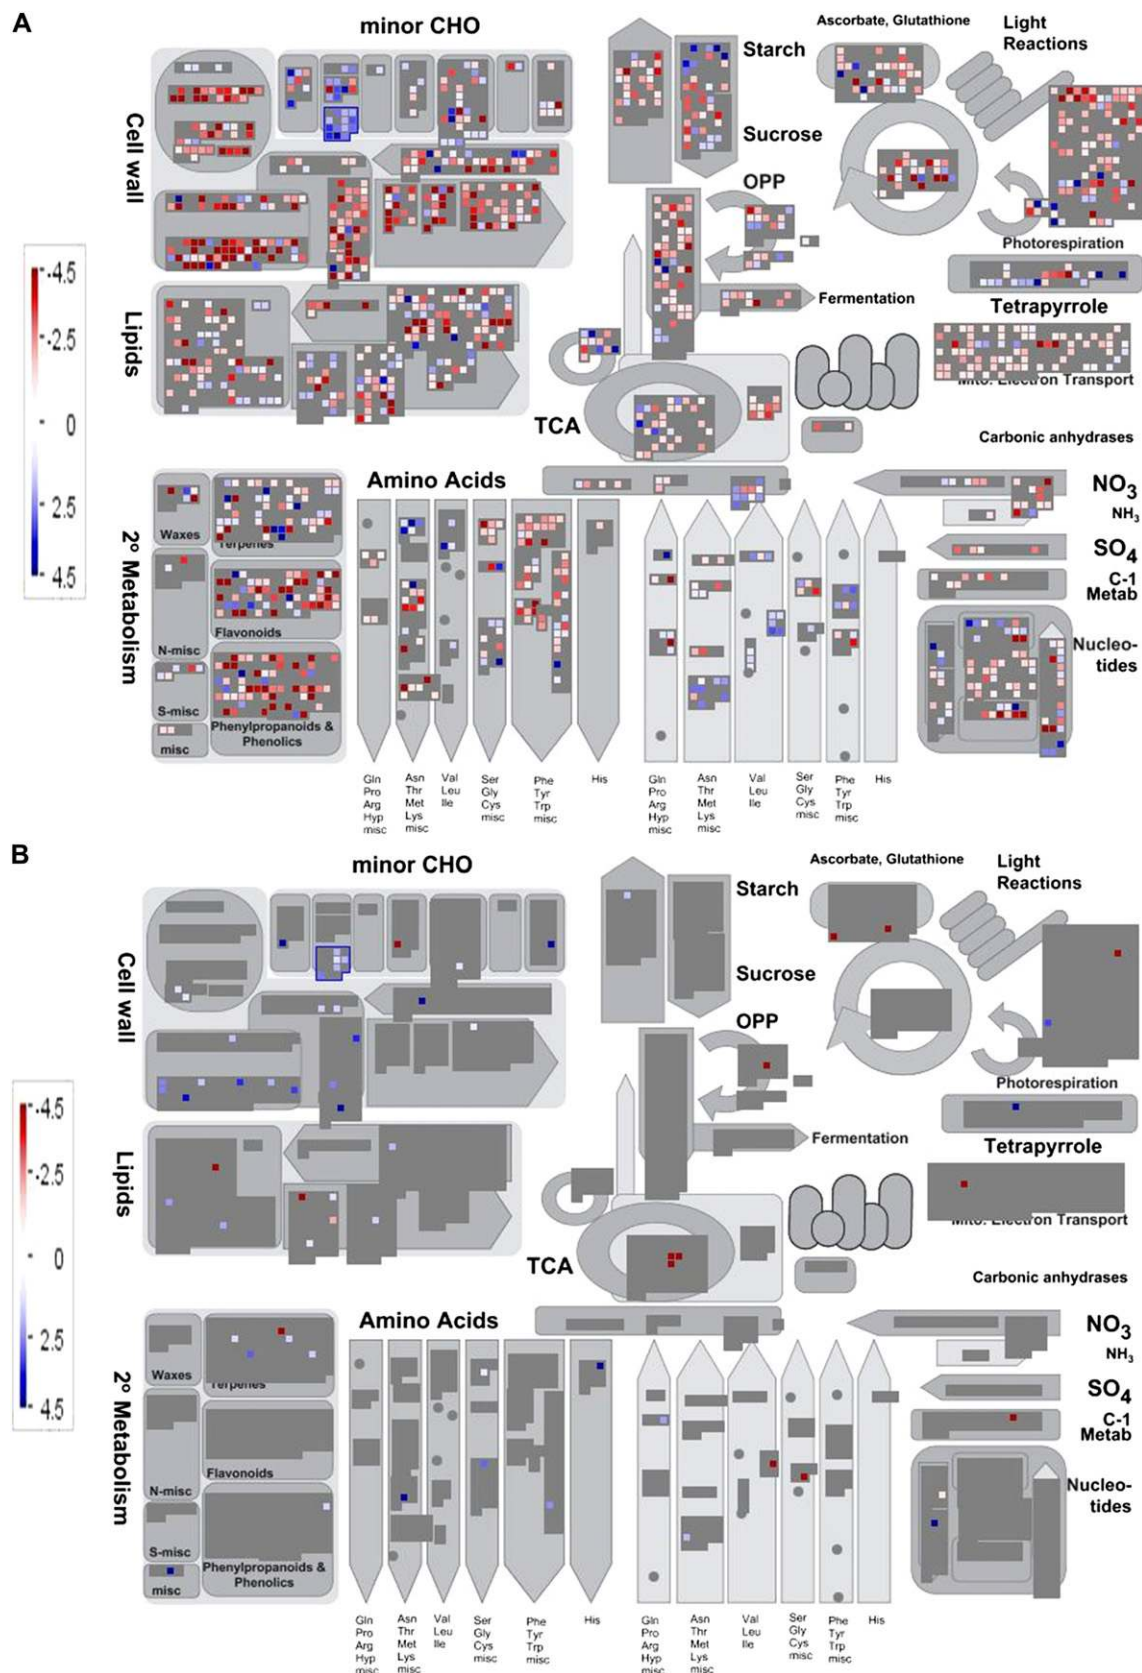 A
minor CHO
Starch
Sucrose
Ascorbate, Glutathione
Light
Reactions
Cell wall
OPP
Photorespiration
-4.5
-2.5
0
2.5
4.5
Lipids
Fermentation
Tetrapyrrole
Mito. Electron Transport
TCA
Carbonic anhydrases
2º Metabolism
Waxes
Terpenes
N-misc
Flavonoids
S-misc
misc
Phenylpropanoids &
Phenolics
Amino Acids
NO3
NH3
SO4
C-1
Metab
Nucleo-
tides
Gln
Pro
Arg
Hyp
misc
Asn
Thr
Met
Lys
misc
Val
Leu
Ile
Ser
Gly
Cys
misc
Phe
Tyr
Trp
misc
His
Gln
Pro
Arg
Hyp
misc
Asn
Thr
Met
Lys
misc
Val
Leu
Ile
Ser
Gly
Cys
misc
Phe
Tyr
Trp
misc
His
B
minor CHO
Starch
Sucrose
Ascorbate, Glutathione
Light
Reactions
Cell wall
OPP
Photorespiration
-4.5
-2.5
0
2.5
4.5
Lipids
Fermentation
Tetrapyrrole
Mito. Electron Transport
TCA
Carbonic anhydrases
2º Metabolism
Waxes
Terpenes
N-misc
Flavonoids
S-misc
misc
Phenylpropanoids &
Phenolics
Amino Acids
NO3
NH3
SO4
C-1
Metab
Nucleo-
tides
Gln
Pro
Arg
Hyp
misc
Asn
Thr
Met
Lys
misc
Val
Leu
Ile
Ser
Gly
Cys
misc
Phe
Tyr
Trp
misc
His
Gln
Pro
Arg
Hyp
misc
Asn
Thr
Met
Lys
misc
Val
Leu
Ile
Ser
Gly
Cys
misc
Phe
Tyr
Trp
misc
His